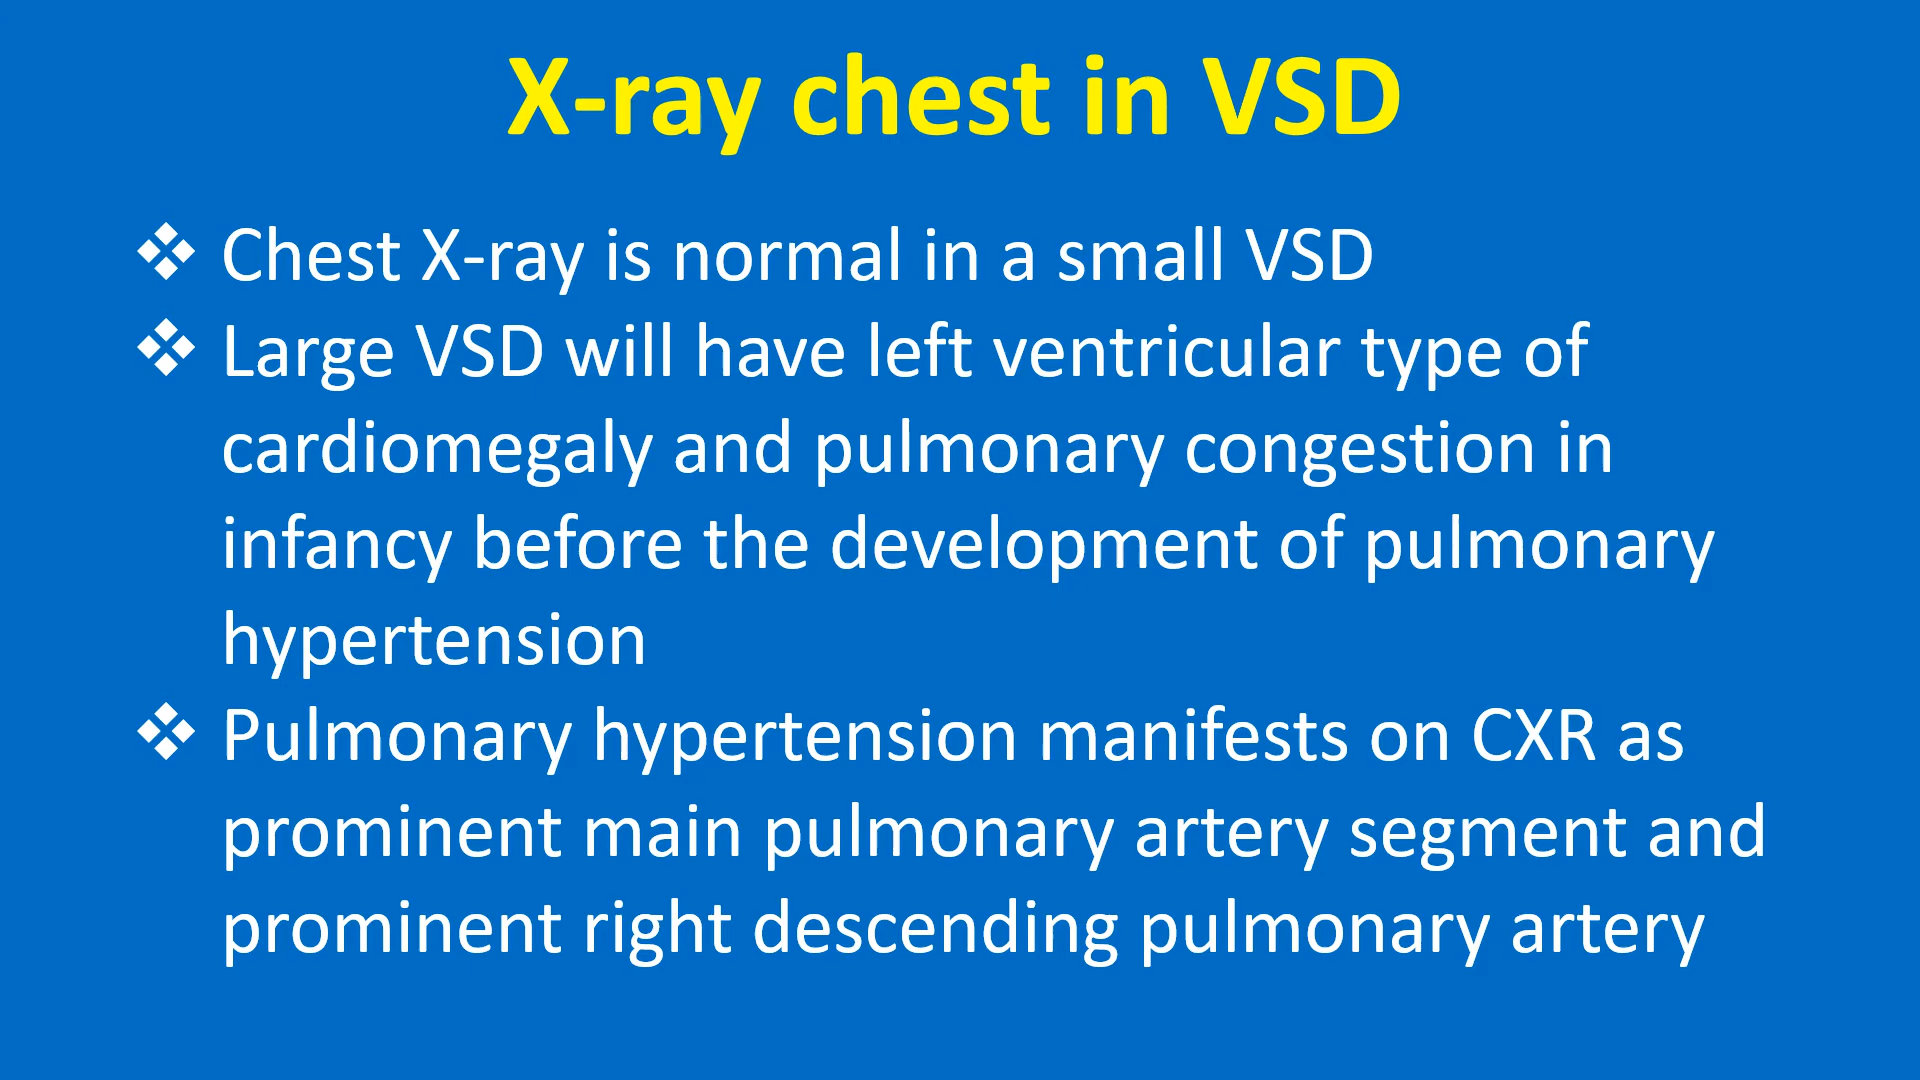 X-ray chest in VSD
❖ Chest X-ray is normal in a small VSD
❖ Large VSD will have left ventricular type of
cardiomegaly and pulmonary congestion in
infancy before the development of pulmonary
hypertension
❖ Pulmonary hypertension manifests on CXR as
prominent main pulmonary artery segment and
prominent right descending pulmonary artery